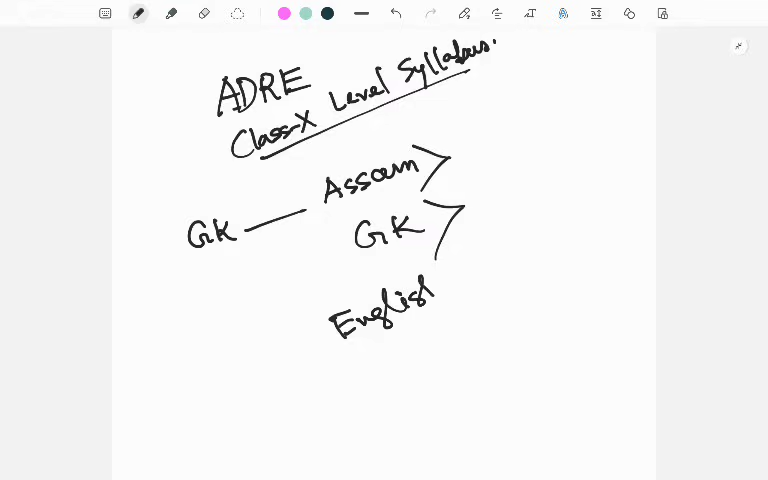 ADRE
Class-X Level Syllabus.
Assam
GK — GK
English